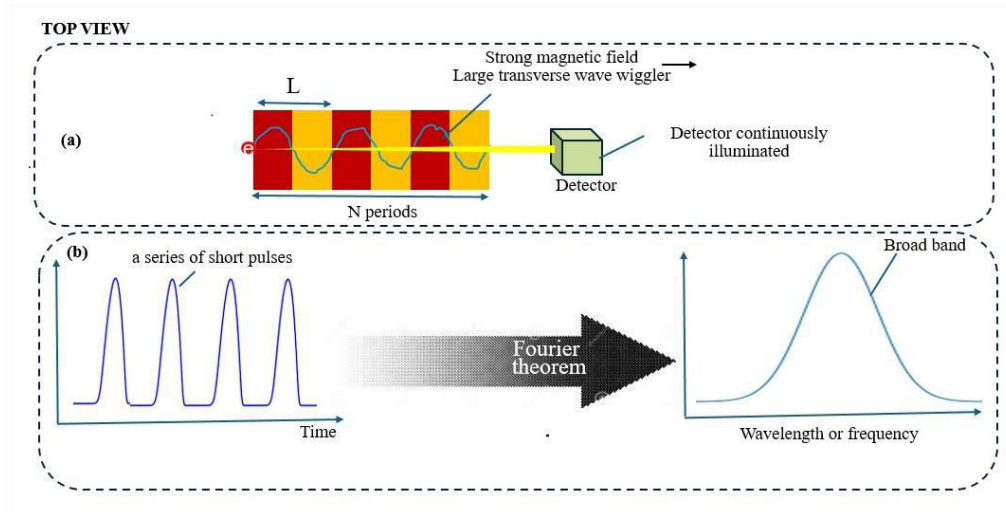 TOP VIEW
Strong magnetic field
Large transverse wave wiggler
L
(a)
e
Detector continuously
illuminated
Detector
N periods
(b)
a series of short pulses
Broad band
Fourier
theorem
Time
Wavelength or frequency